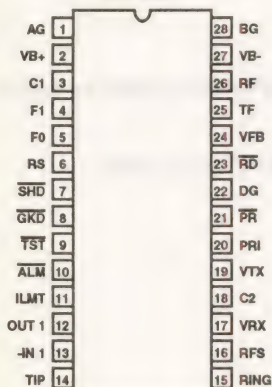 AG 1 28 BG
VB+ 2 27 VB-
C1 3 26 RF
F1 4 25 TF
F0 5 24 VFB
RS 6 23 RD
SHD 7 22 DG
GKD 8 21 PR
TST 9 20 PRI
ALM 10 19 VTX
ILMT 11 18 C2
OUT 1 12 17 VRX
-IN 1 13 16 RFS
TIP 14 15 RING